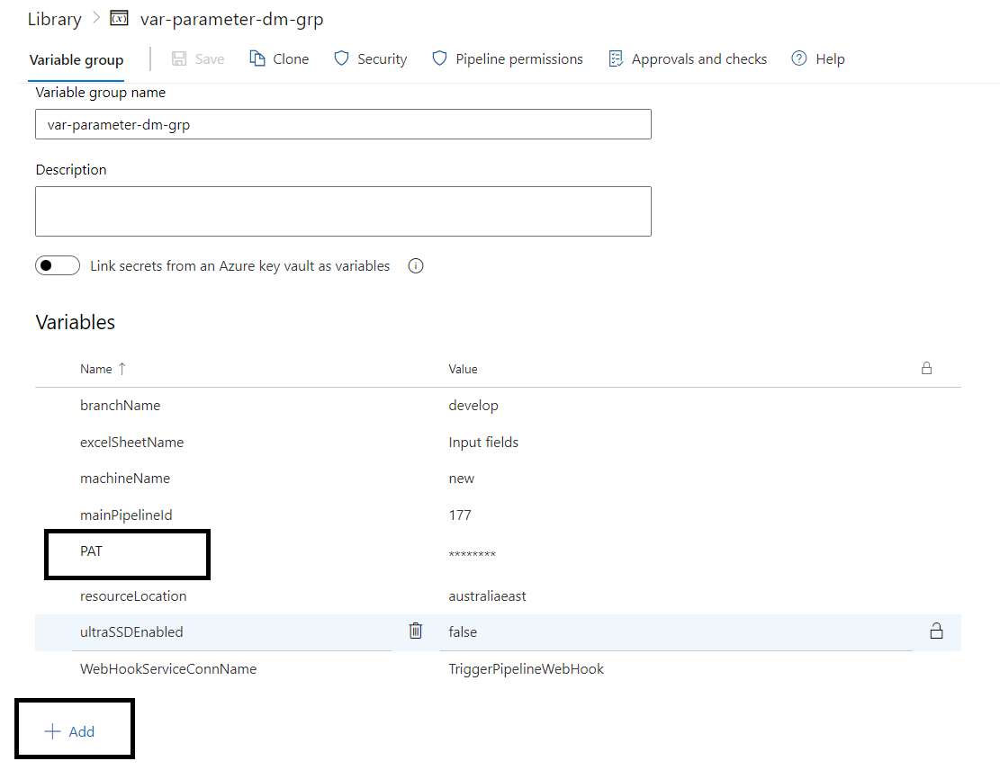 Library > (x) var-parameter-dm-grp
Variable group Save Clone Security Pipeline permissions Approvals and checks ? Help
Variable group name
var-parameter-dm-grp
Description
Link secrets from an Azure key vault as variables i
Variables
Name ↑ Value
branchName develop
excelSheetName Input fields
machineName new
mainPipelineId 177
PAT ********
resourceLocation australiaeast
ultraSSDEnabled false
WebHookServiceConnName TriggerPipelineWebHook
+ Add